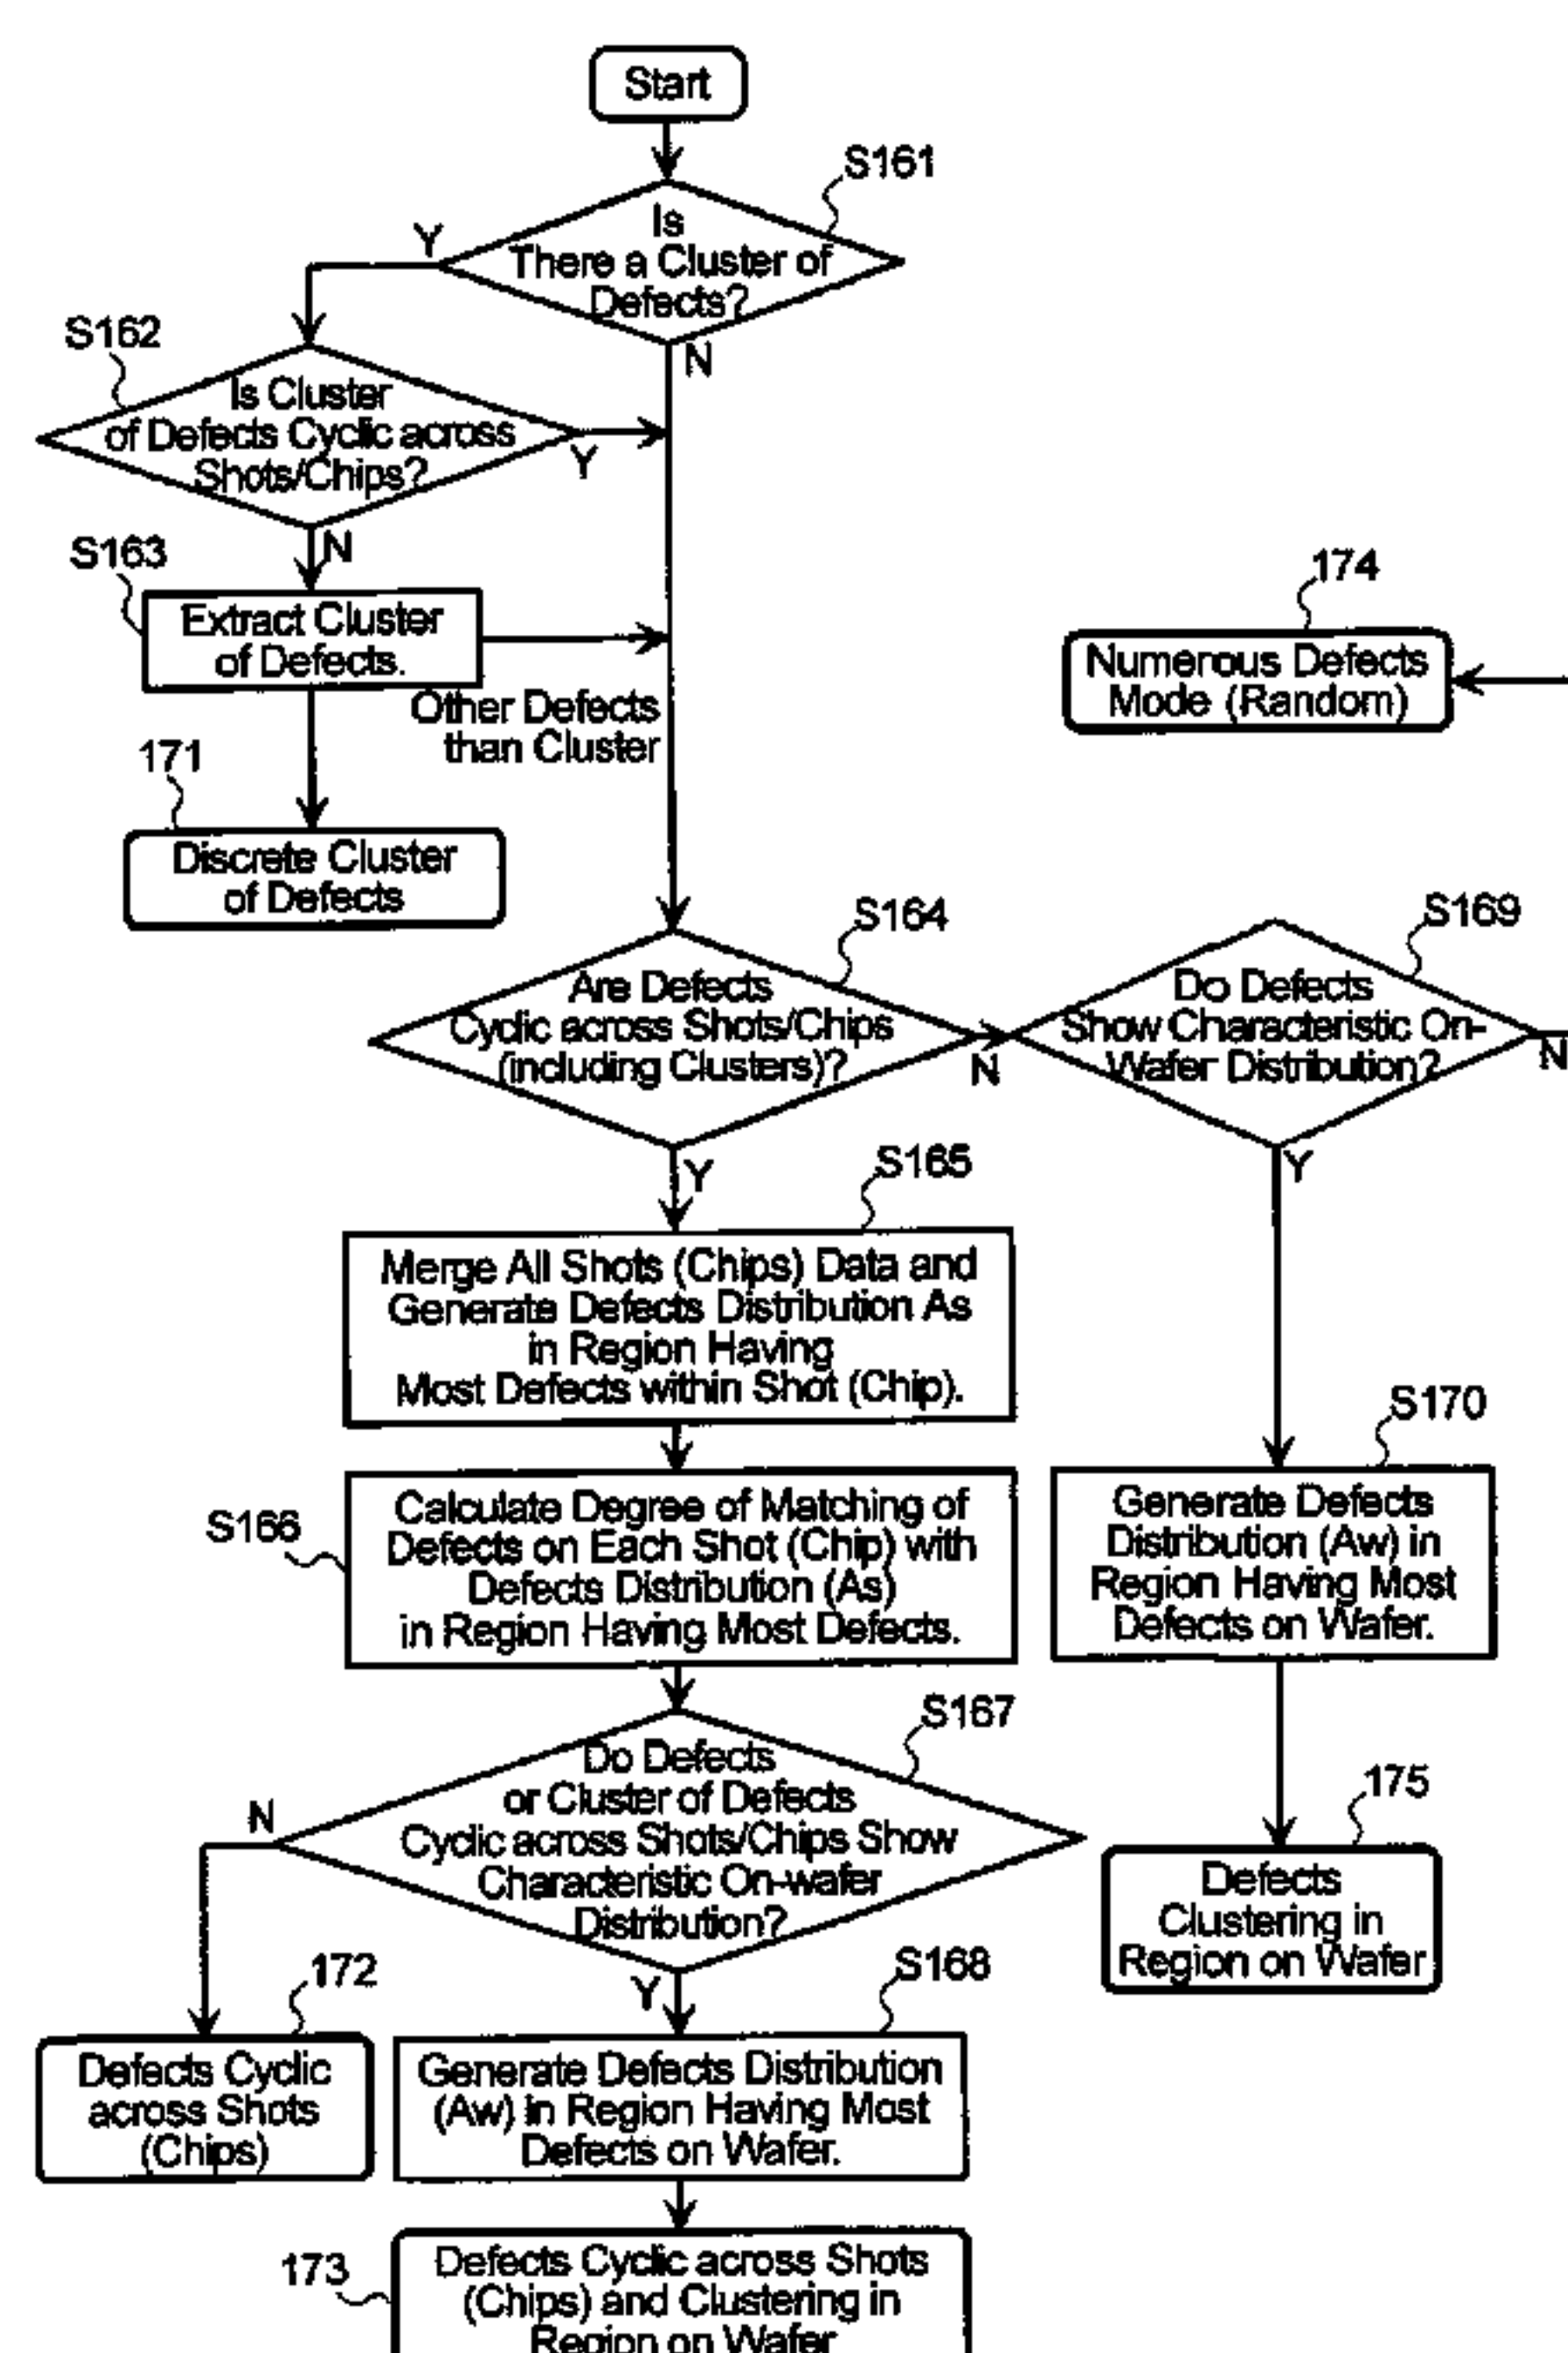 Start
S161
Is
There a Cluster of
Defects?
Y
N
S162
Is Cluster
of Defects Cyclic across
Shots/Chips?
Y
N
S163
Extract Cluster
of Defects.
Other Defects
than Cluster
171
Discrete Cluster
of Defects
174
Numerous Defects
Mode (Random)
S164
Are Defects
Cyclic across Shots/Chips
(including Clusters)?
N
Y
S169
Do Defects
Show Characteristic On-
Wafer Distribution?
N
Y
S165
Merge All Shots (Chips) Data and
Generate Defects Distribution As
in Region Having
Most Defects within Shot (Chip).
S166
Calculate Degree of Matching of
Defects on Each Shot (Chip) with
Defects Distribution (As)
in Region Having Most Defects.
S170
Generate Defects
Distribution (Aw) in
Region Having Most
Defects on Wafer.
S167
Do Defects
or Cluster of Defects
Cyclic across Shots/Chips Show
Characteristic On-wafer
Distribution?
N
Y
175
Defects
Clustering in
Region on Wafer
172
Defects Cyclic
across Shots
(Chips)
S168
Generate Defects Distribution
(Aw) in Region Having Most
Defects on Wafer.
173
Defects Cyclic across Shots
(Chips) and Clustering in
Region on Wafer